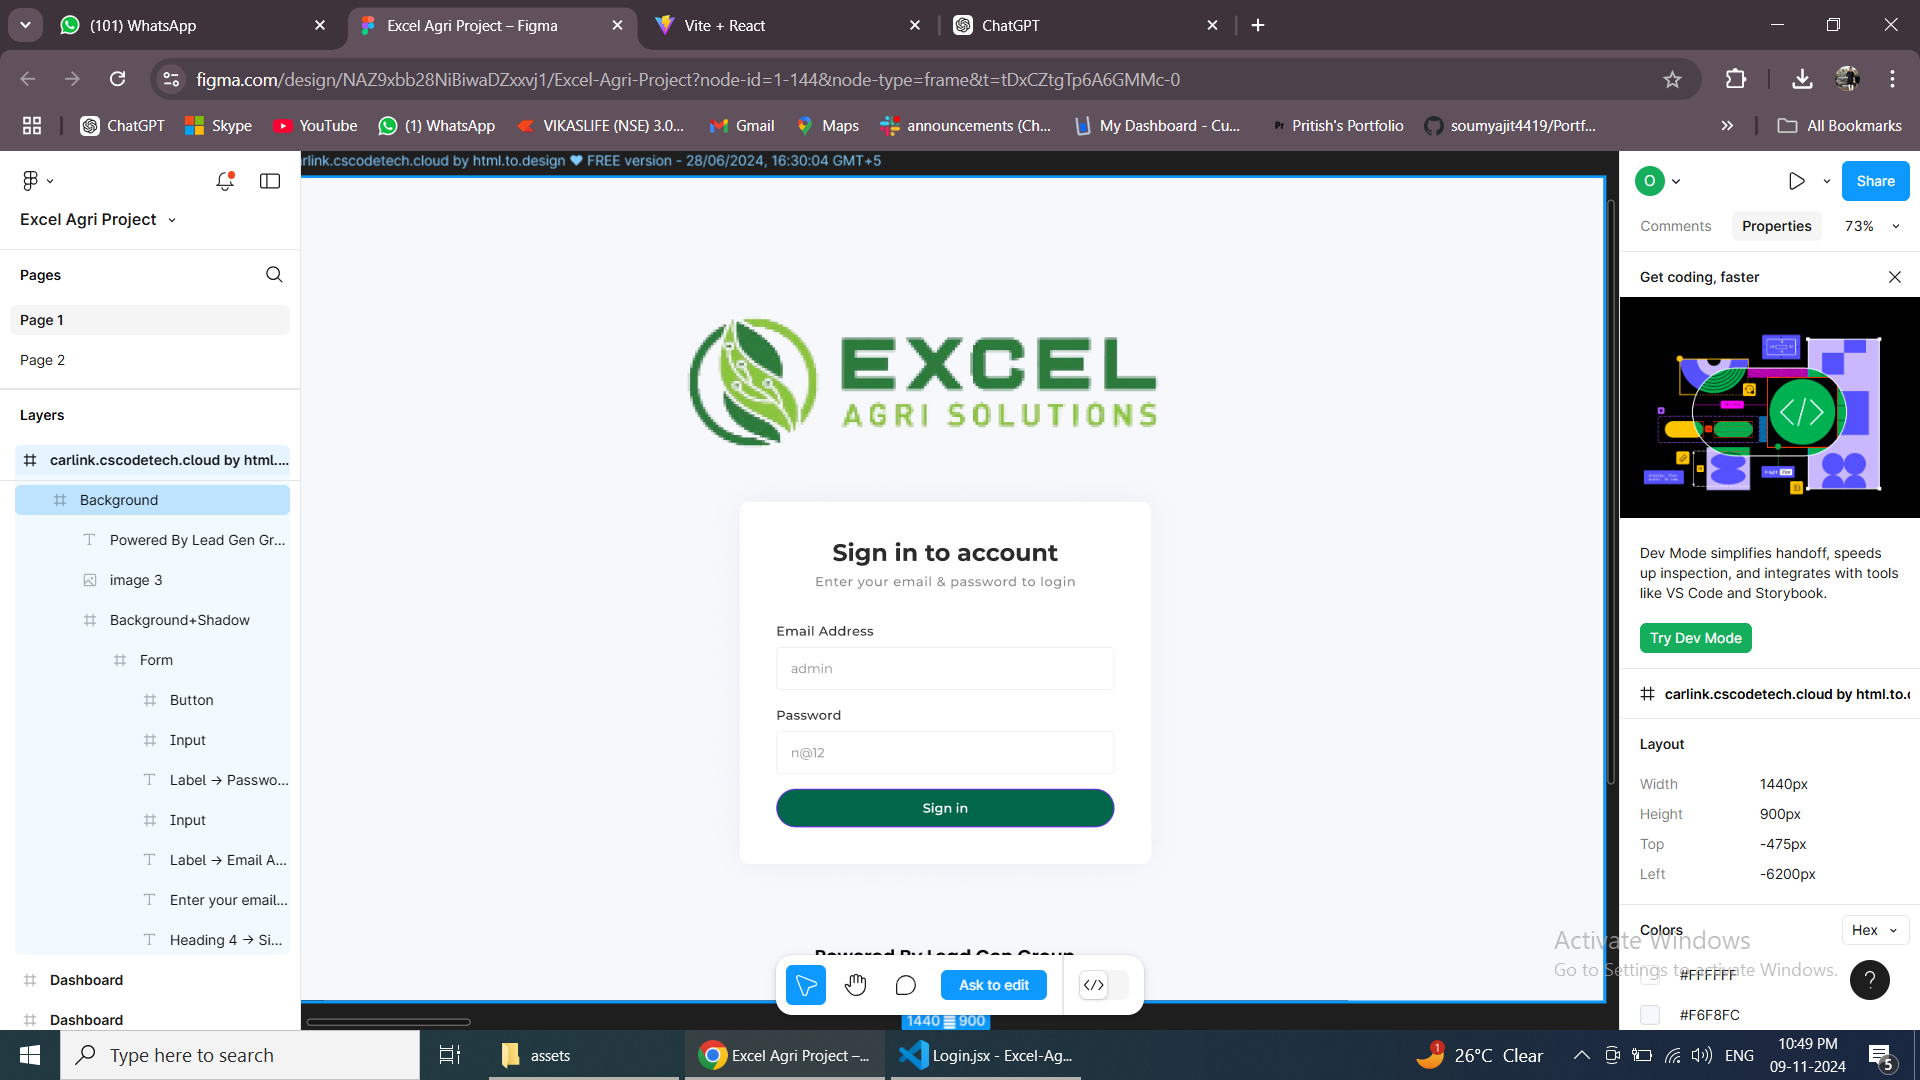 (101) WhatsApp
Excel Agri Project – Figma
Vite + React
ChatGPT
figma.com/design/NAZ9xbb28NiBiwaDZxxvj1/Excel-Agri-Project?node-id=1-144&node-type=frame&t=tDxCZtgTp6A6GMMc-0
ChatGPT
Skype
YouTube
(1) WhatsApp
VIKASLIFE (NSE) 3.0...
Gmail
Maps
announcements (Ch...
My Dashboard - Cu...
Pr Pritish's Portfolio
soumyajit4419/Portf...
All Bookmarks
Excel Agri Project
Pages
Page 1
Page 2
Layers
carlink.cscodetech.cloud by html....
Background
Powered By Lead Gen Gr...
image 3
Background+Shadow
Form
Button
Input
Label → Passwo...
Input
Label → Email A...
Enter your email...
Heading 4 → Si...
Dashboard
Dashboard
rlink.cscodetech.cloud by html.to.design ❤ FREE version - 28/06/2024, 16:30:04 GMT+5
EXCEL
AGRI SOLUTIONS
Sign in to account
Enter your email & password to login
Email Address
admin
Password
n@12
Sign in
Powered By Lead Gen Group
Ask to edit
1440
900
O
Share
Comments
Properties
73%
Get coding, faster
Dev Mode simplifies handoff, speeds
up inspection, and integrates with tools
like VS Code and Storybook.
Try Dev Mode
carlink.cscodetech.cloud by html.to.
Layout
Width 1440px
Height 900px
Top -475px
Left -6200px
Colors
Hex
#FFFFFF
#F6F8FC
Activate Windows
Go to Settings to activate Windows.
?
Type here to search
assets
Excel Agri Project –...
Login.jsx - Excel-Ag...
1
26°C Clear
ENG
10:49 PM
09-11-2024
5